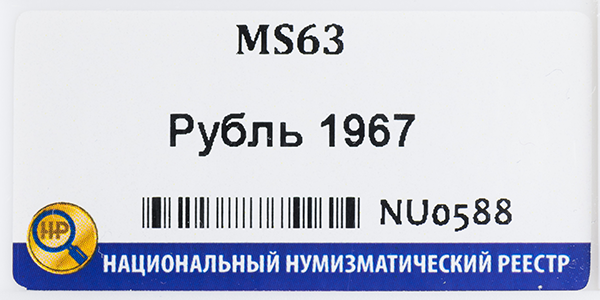 MS63
Рубль 1967
NU0588
НР
НАЦИОНАЛЬНЫЙ НУМИЗМАТИЧЕСКИЙ РЕЕСТР